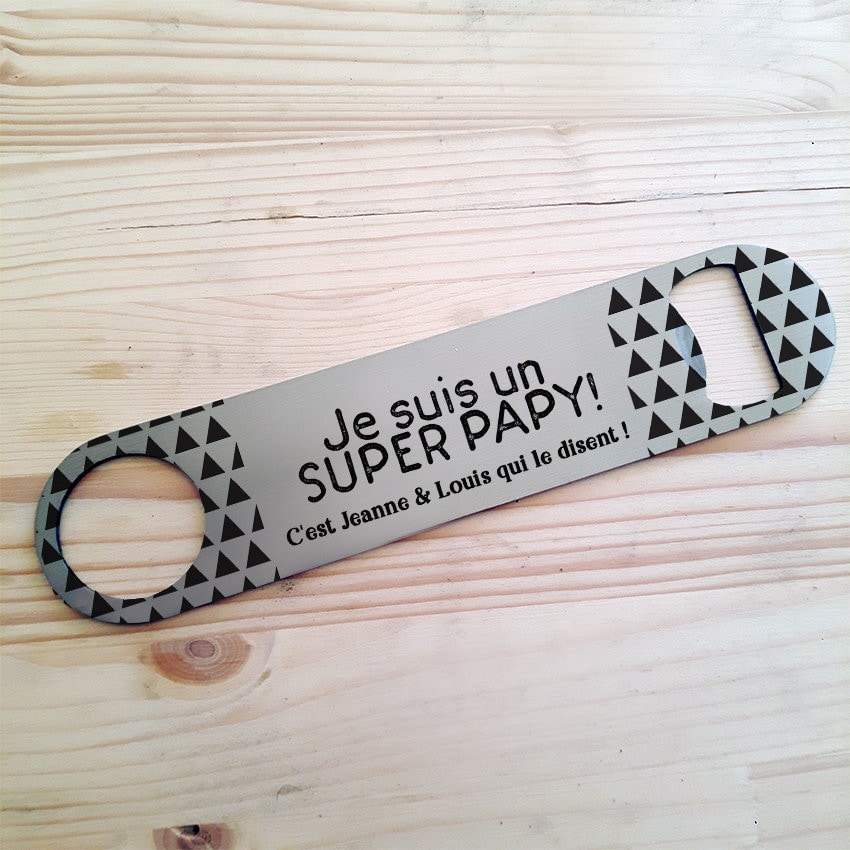 Je suis un
SUPER PAPY!
C'est Jeanne & Louis qui le disent !